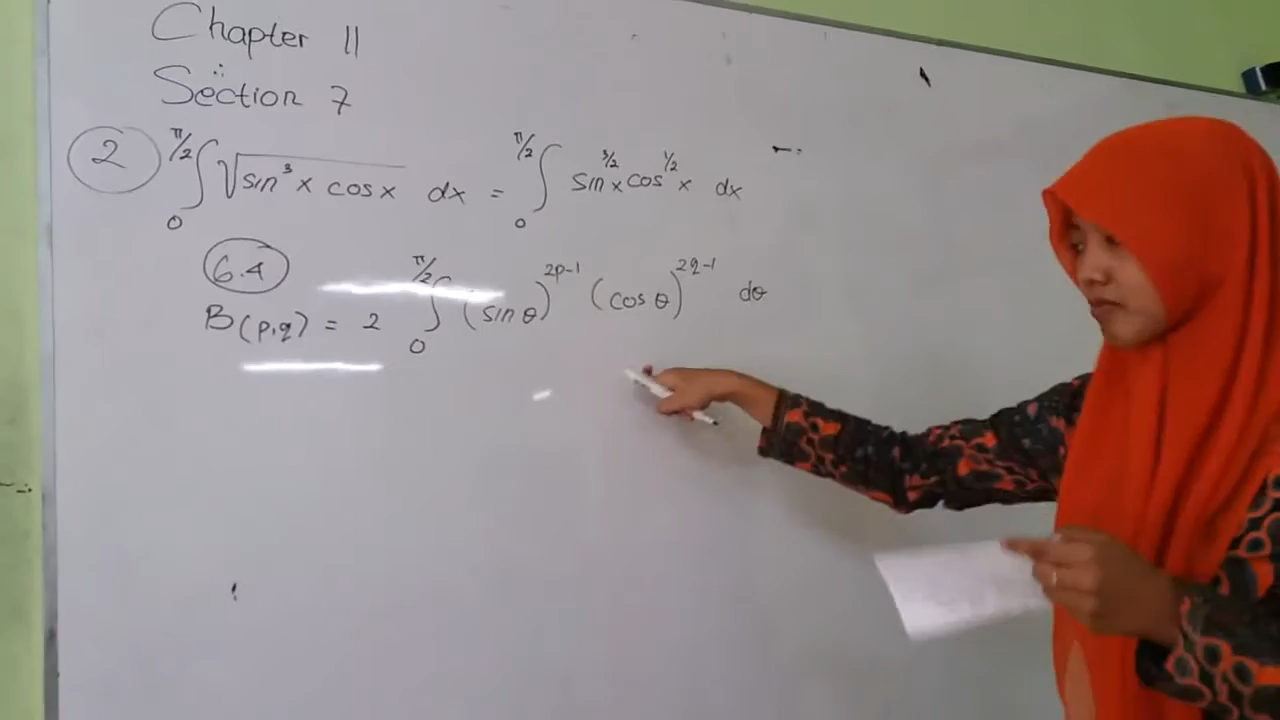 Chapter 11
Section 7
2 ∫₀^{π/2} √(sin³x cosx) dx = ∫₀^{π/2} sin^{3/2}x cos^{1/2}x dx
6.4
B(p,q) = 2 ∫₀^{π/2} (sin θ)^{2p-1} (cos θ)^{2q-1} dθ